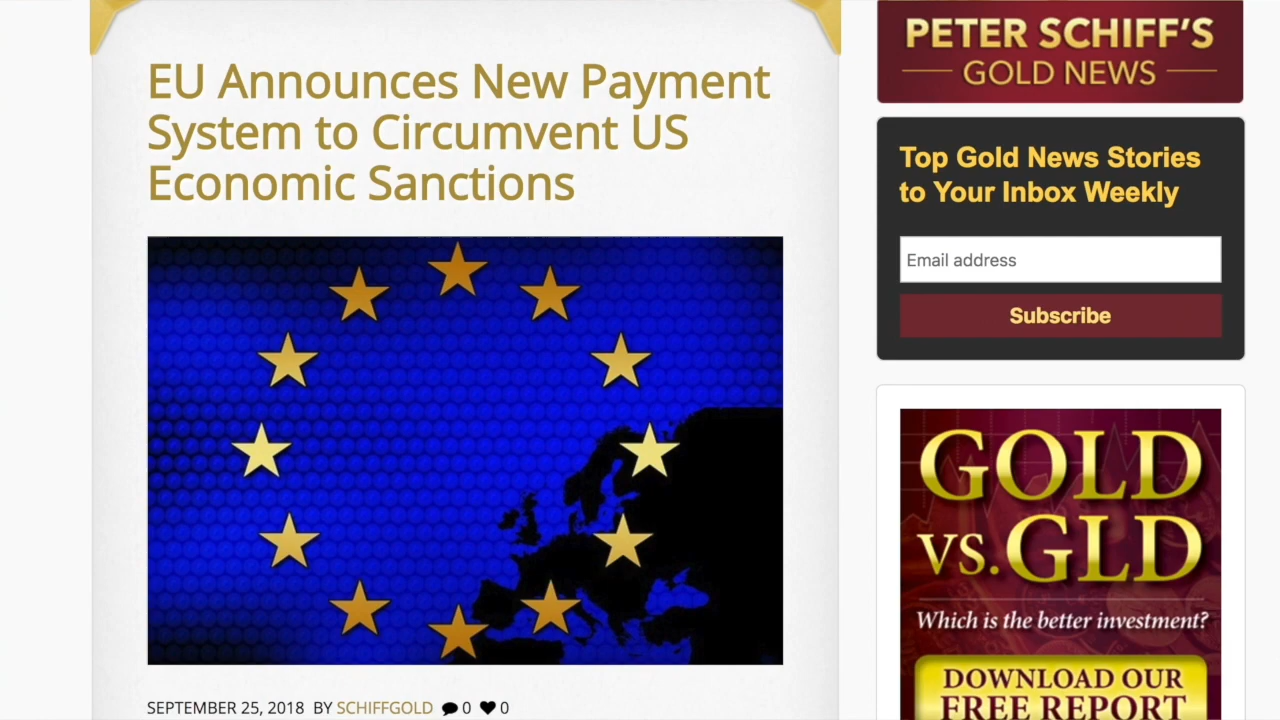 EU Announces New Payment
System to Circumvent US
Economic Sanctions
SEPTEMBER 25, 2018 BY SCHIFFGOLD 0 0
PETER SCHIFF'S
GOLD NEWS
Top Gold News Stories
to Your Inbox Weekly
Email address
Subscribe
GOLD
VS. GLD
Which is the better investment?
DOWNLOAD OUR
FREE REPORT